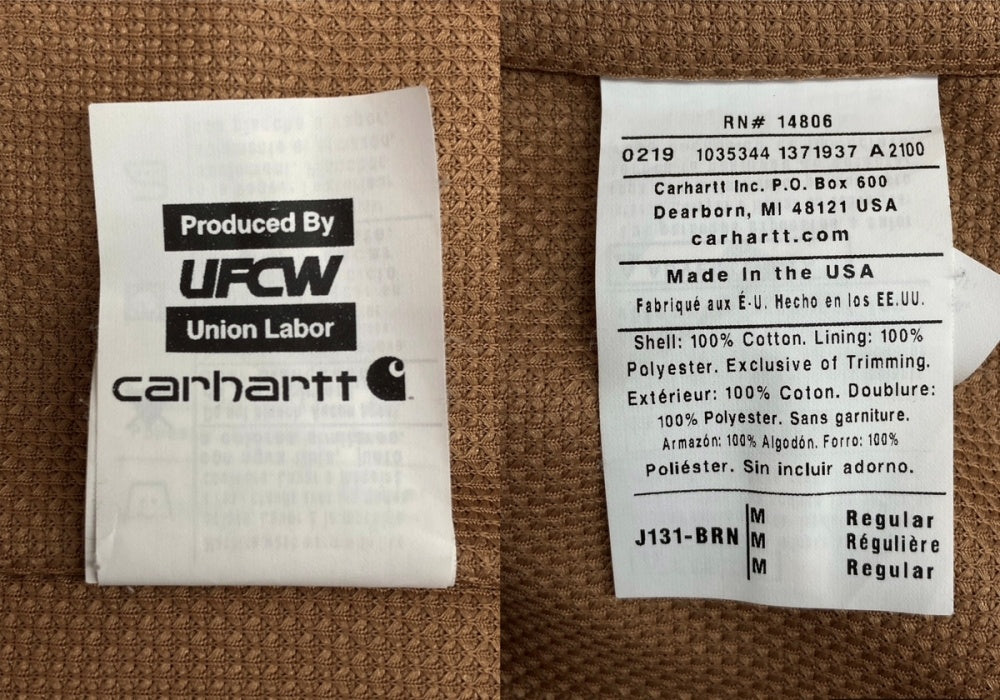 Produced By
UFCW
Union Labor
carhartt
RN# 14806
0219 1035344 1371937 A 2100
Carhartt Inc. P.O. Box 600
Dearborn, MI 48121 USA
carhartt.com
Made In the USA
Fabriqué aux É-U. Hecho en los EE.UU.
Shell: 100% Cotton. Lining: 100%
Polyester. Exclusive of Trimming.
Extérieur: 100% Coton. Doublure:
100% Polyester. Sans garniture.
Armazón: 100% Algodón. Forro: 100%
Poliéster. Sin incluir adorno.
J131-BRN M Regular
M Régulière
M Regular